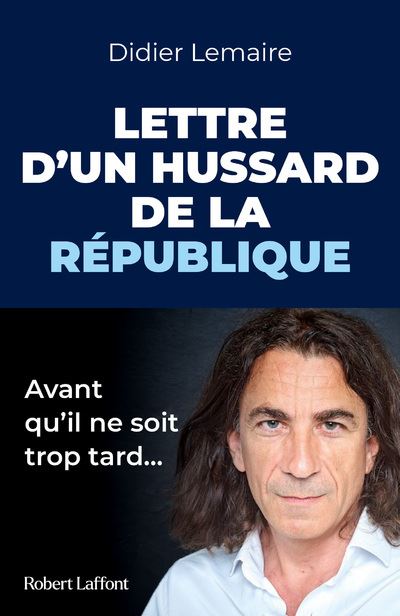 Didier Lemaire
LETTRE
D’UN HUSSARD
DE LA
RÉPUBLIQUE
Avant
qu’il ne soit
trop tard...
Robert Laffont